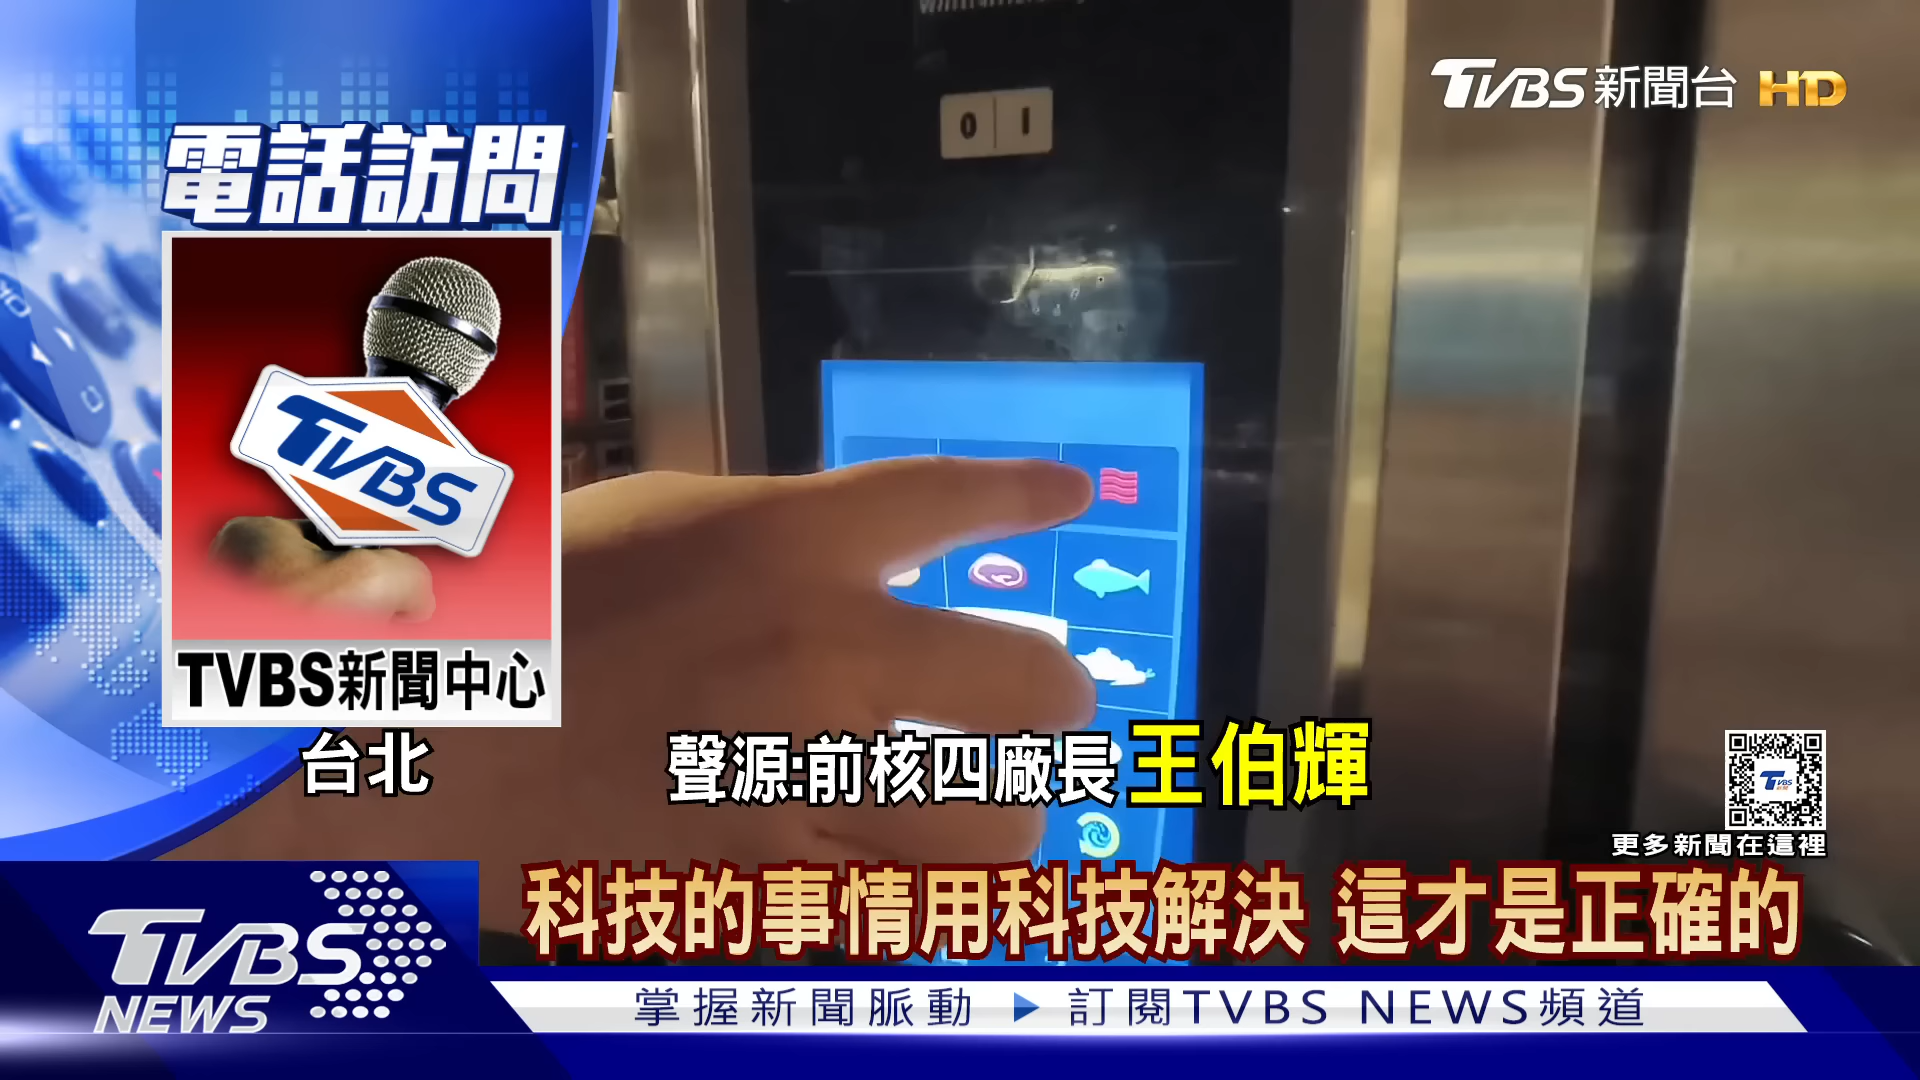 TVBS新聞台 HD
0 1
電話訪問
TVBS
TVBS新聞中心
台北
聲源:前核四廠長王伯輝
更多新聞在這裡
科技的事情用科技解決 這才是正確的
TVBS
NEWS
掌握新聞脈動 ▶ 訂閱TVBS NEWS頻道